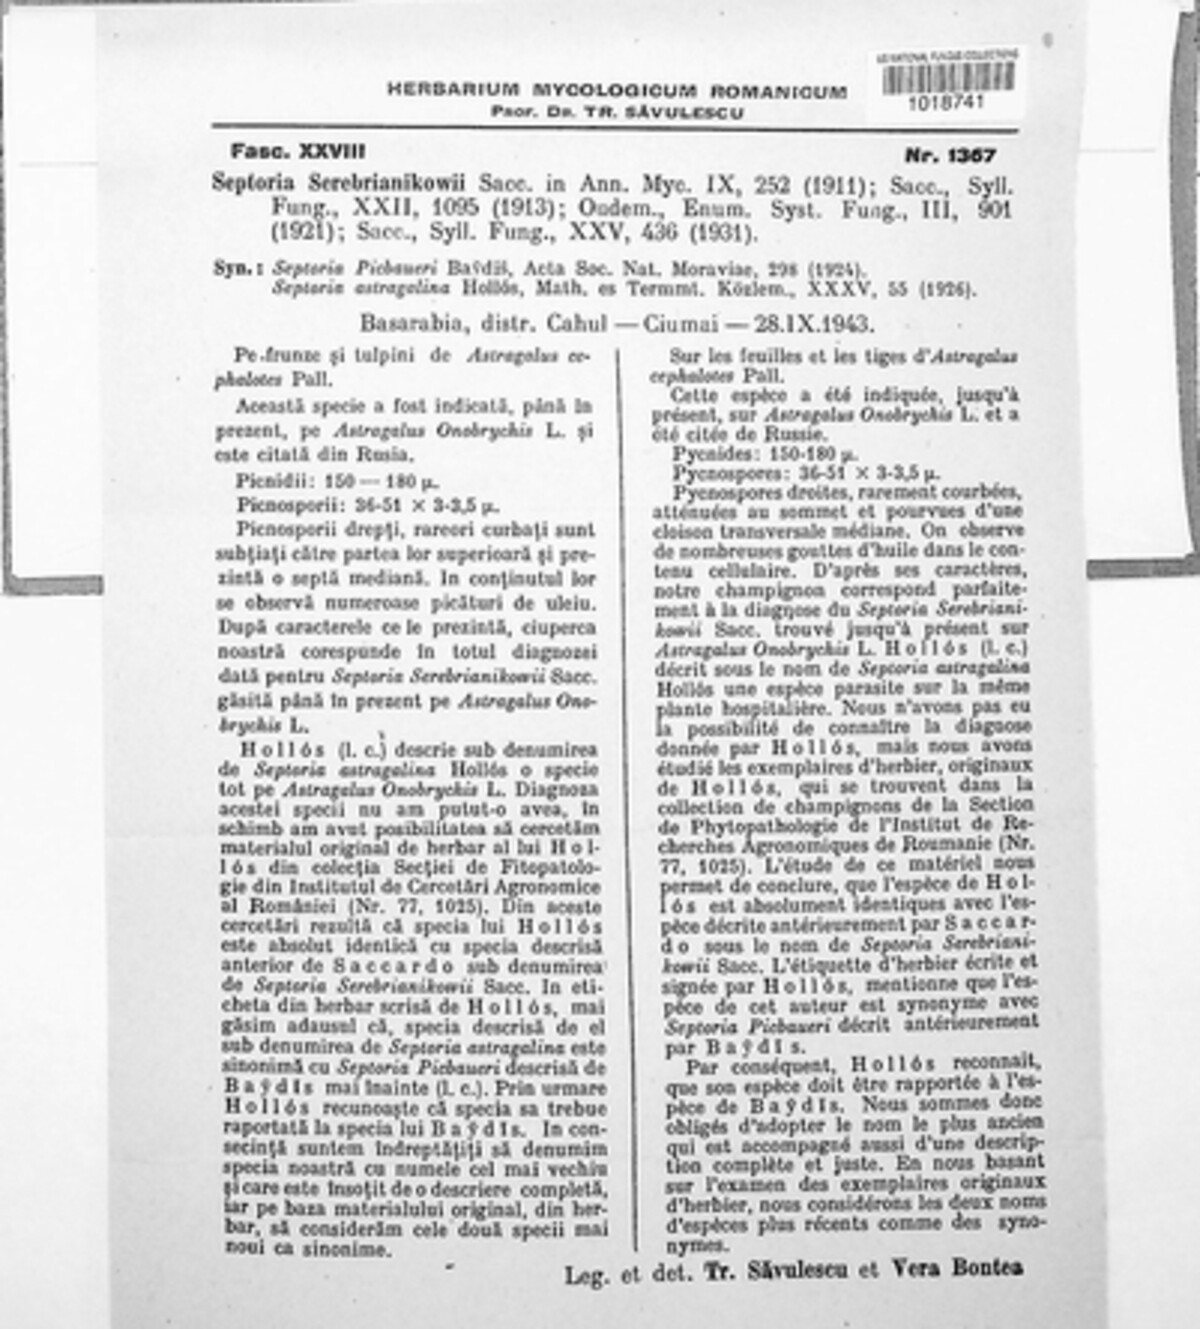 US NATIONAL FUNGUS COLLECTIONS
1018741
HERBARIUM MYCOLOGICUM ROMANICUM
Prof. Dr. TR. SĂVULESCU
Fasc. XXVIII
Nr. 1367
Septoria Serebrianikowii Sacc. in Ann. Myc. IX, 252 (1911); Sacc., Syll.
Fung., XXII, 1095 (1913); Oudem., Enum. Syst. Fung., III, 901
(1921); Sacc., Syll. Fung., XXV, 436 (1931).
Syn.: Septoria Picbaueri Baŷdiš, Acta Soc. Nat. Moraviae, 298 (1924).
Septoria astragalina Hollós, Math. es Termmt. Közlem., XXXV, 55 (1926).
Basarabia, distr. Cahul — Ciumai — 28.IX.1943.
Pe frunze și tulpini de Astragalus ce-
phalotes Pall.
Această specie a fost indicată, până în
prezent, pe Astragalus Onobrychis L. și
este citată din Rusia.
Picnidii: 150 — 180 µ.
Picnosporii: 36-51 × 3-3,5 µ.
Picnosporii drepți, rareori curbați sunt
subțiați către partea lor superioară și pre-
zintă o septă mediană. In conținutul lor
se observă numeroase picături de uleiu.
După caracterele ce le prezintă, ciuperca
noastră corespunde în totul diagnozei
dată pentru Septoria Serebrianikowii Sacc.
găsită până în prezent pe Astragalus Ono-
brychis L.
Hollós (l. c.) descrie sub denumirea
de Septoria astragalina Hollós o specie
tot pe Astragalus Onobrychis L. Diagnoza
acestei specii nu am putut-o avea, în
schimb am avut posibilitatea să cercetăm
materialul original de herbar al lui Hol-
lós din colecția Secției de Fitopatolo-
gie din Institutul de Cercetări Agronomice
al României (Nr. 77, 1025). Din aceste
cercetări rezultă că specia lui Hollós
este absolut identică cu specia descrisă
anterior de Saccardo sub denumirea
de Septoria Serebrianikowii Sacc. In eti-
cheta din herbar scrisă de Hollós, mai
găsim adausul că, specia descrisă de el
sub denumirea de Septoria astragalina este
sinonimă cu Septoria Picbaueri descrisă de
BaŷdIs mai înainte (l. c.). Prin urmare
Hollós recunoaște că specia sa trebue
raportată la specia lui BaŷdIs. In con-
secință suntem îndreptățiți să denumim
specia noastră cu numele cel mai vechiu
și care este însoțit de o descriere completă,
iar pe baza materialului original, din her-
bar, să considerăm cele două specii mai
noui ca sinonime.
Sur les feuilles et les tiges d'Astragalus
cephalotes Pall.
Cette espèce a été indiquée, jusqu'à
présent, sur Astragalus Onobrychis L. et a
été citée de Russie.
Pycnides: 150-180 µ.
Pycnospores: 36-51 × 3-3,5 µ.
Pycnospores droites, rarement courbées,
atténuées au sommet et pourvues d'une
cloison transversale médiane. On observe
de nombreuses gouttes d'huile dans le con-
tenu cellulaire. D'après ses caractères,
notre champignon correspond parfaite-
ment à la diagnose du Septoria Serebriani-
kowii Sacc. trouvé jusqu'à présent sur
Astragalus Onobrychis L. Hollós (l. c.)
décrit sous le nom de Septoria astragalina
Hollós une espèce parasite sur la même
plante hospitalière. Nous n'avons pas eu
la possibilité de connaître la diagnose
donnée par Hollós, mais nous avons
étudié les exemplaires d'herbier, originaux
de Hollós, qui se trouvent dans la
collection de champignons de la Section
de Phytopathologie de l'Institut de Re-
cherches Agronomiques de Roumanie (Nr.
77, 1025). L'étude de ce matériel nous
permet de conclure, que l'espèce de Hol-
lós est absolument identiques avec l'es-
pèce décrite antérieurement par Saccar-
do sous le nom de Septoria Serebriani-
kowii Sacc. L'étiquette d'herbier écrite et
signée par Hollós, mentionne que l'es-
pèce de cet auteur est synonyme avec
Septoria Picbaueri décrit antérieurement
par BaŷdIs.
Par conséquent, Hollós reconnait,
que son espèce doit être rapportée à l'es-
pèce de BaŷdIs. Nous sommes donc
obligés d'adopter le nom le plus ancien
qui est accompagné aussi d'une descrip-
tion complète et juste. En nous basant
sur l'examen des exemplaires originaux
d'herbier, nous considérons les deux noms
d'espèces plus récents comme des syno-
nymes.
Leg. et det. Tr. Săvulescu et Vera Bontea